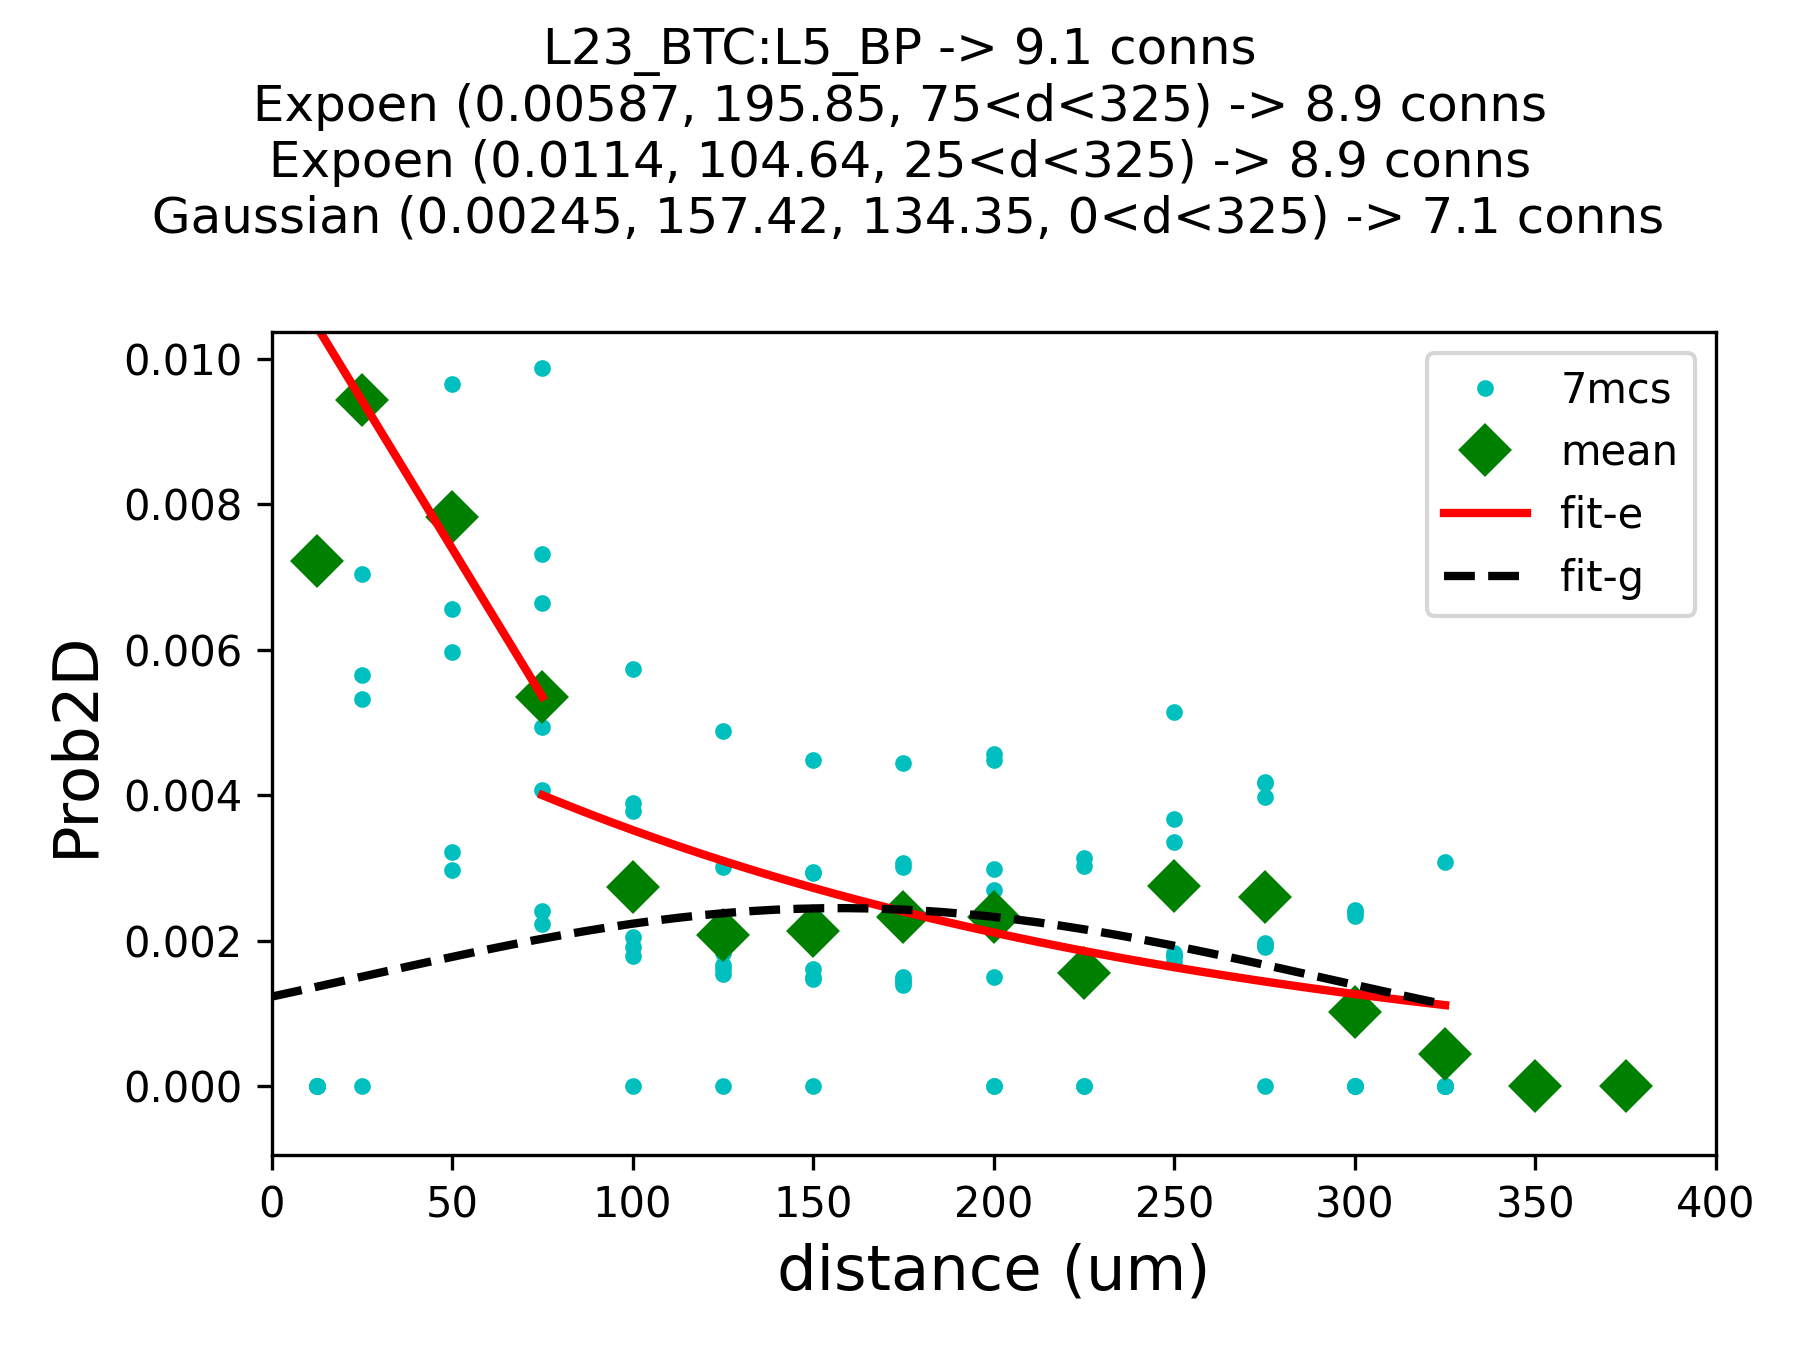 L23_BTC:L5_BP -> 9.1 conns
Expoen (0.00587, 195.85, 75<d<325) -> 8.9 conns
Expoen (0.0114, 104.64, 25<d<325) -> 8.9 conns
Gaussian (0.00245, 157.42, 134.35, 0<d<325) -> 7.1 conns
7mcs
mean
fit-e
fit-g
Prob2D
0.010
0.008
0.006
0.004
0.002
0.000
0 50 100 150 200 250 300 350 400
distance (um)